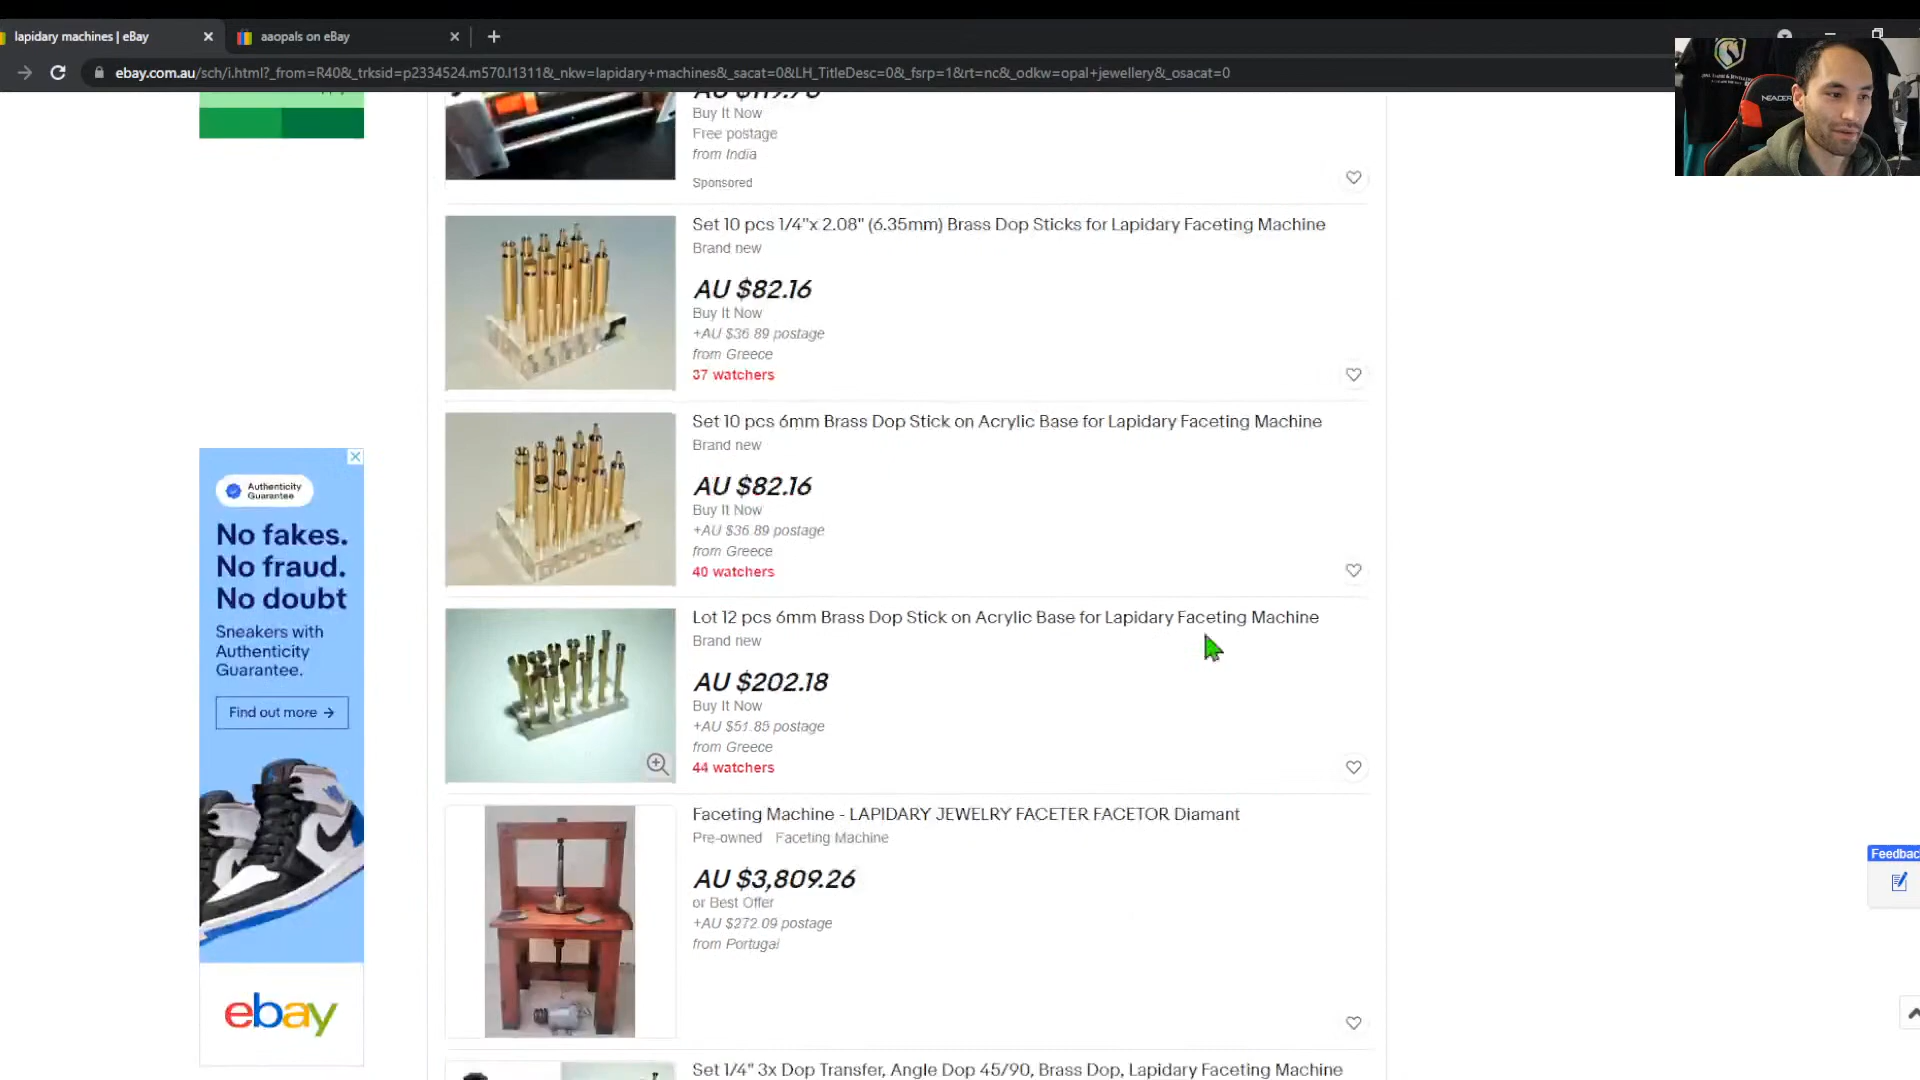 lapidary machines | eBay
aaopals on eBay
ebay.com.au/sch/i.html?_from=R40&_trksid=p2334524.m570.l1311&_nkw=lapidary+machines&_sacat=0&LH_TitleDesc=0&_fsrp=1&rt=nc&_odkw=opal+jewellery&_osacat=0
NEADER
Buy It Now
Free postage
from India
Sponsored
Set 10 pcs 1/4"x 2.08" (6.35mm) Brass Dop Sticks for Lapidary Faceting Machine
Brand new
AU $82.16
Buy It Now
+AU $36.89 postage
from Greece
37 watchers
Set 10 pcs 6mm Brass Dop Stick on Acrylic Base for Lapidary Faceting Machine
Brand new
AU $82.16
Buy It Now
+AU $36.89 postage
from Greece
40 watchers
Lot 12 pcs 6mm Brass Dop Stick on Acrylic Base for Lapidary Faceting Machine
Brand new
AU $202.18
Buy It Now
+AU $51.85 postage
from Greece
44 watchers
Faceting Machine - LAPIDARY JEWELRY FACETER FACETOR Diamant
Pre-owned Faceting Machine
AU $3,809.26
or Best Offer
+AU $272.09 postage
from Portugal
Set 1/4" 3x Dop Transfer, Angle Dop 45/90, Brass Dop, Lapidary Faceting Machine
Authenticity
Guarantee
No fakes.
No fraud.
No doubt
Sneakers with
Authenticity
Guarantee.
Find out more →
ebay
Feedbac